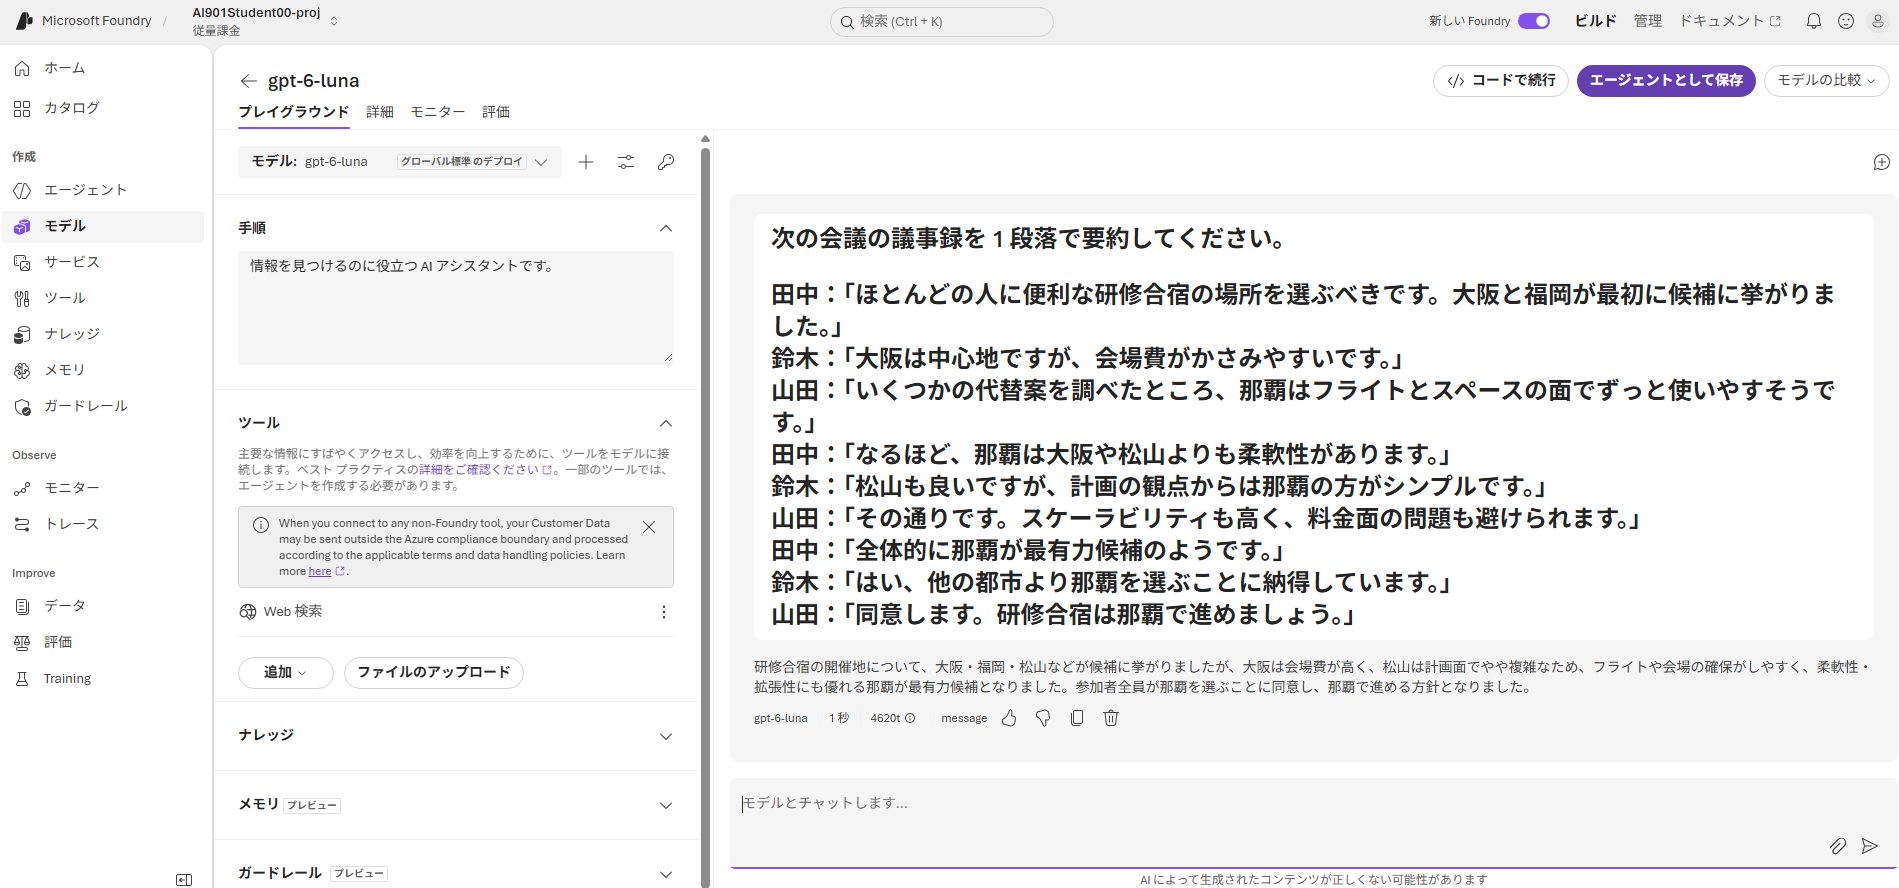 Microsoft Foundry / AI901Student00-proj
従量課金
検索 (Ctrl + K)
新しい Foundry
ビルド
管理
ドキュメント
ホーム
カタログ
作成
エージェント
モデル
サービス
ツール
ナレッジ
メモリ
ガードレール
Observe
モニター
トレース
Improve
データ
評価
Training
gpt-6-luna
コードで続行
エージェントとして保存
モデルの比較
プレイグラウンド
詳細
モニター
評価
モデル: gpt-6-luna
グローバル標準 のデプロイ
手順
情報を見つけるのに役立つ AI アシスタントです。
ツール
主要な情報にすばやくアクセスし、効率を向上するために、ツールをモデルに接
続します。ベスト プラクティスの詳細をご確認ください。一部のツールでは、
エージェントを作成する必要があります。
When you connect to any non-Foundry tool, your Customer Data
may be sent outside the Azure compliance boundary and processed
according to the applicable terms and data handling policies. Learn
more here .
Web 検索
追加
ファイルのアップロード
ナレッジ
メモリ プレビュー
ガードレール プレビュー
次の会議の議事録を 1 段落で要約してください。
田中：「ほとんどの人に便利な研修合宿の場所を選ぶべきです。大阪と福岡が最初に候補に挙がりま
した。」
鈴木：「大阪は中心地ですが、会場費がかさみやすいです。」
山田：「いくつかの代替案を調べたところ、那覇はフライトとスペースの面でずっと使いやすそうで
す。」
田中：「なるほど、那覇は大阪や松山よりも柔軟性があります。」
鈴木：「松山も良いですが、計画の観点からは那覇の方がシンプルです。」
山田：「その通りです。スケーラビリティも高く、料金面の問題も避けられます。」
田中：「全体的に那覇が最有力候補のようです。」
鈴木：「はい、他の都市より那覇を選ぶことに納得しています。」
山田：「同意します。研修合宿は那覇で進めましょう。」
研修合宿の開催地について、大阪・福岡・松山などが候補に挙がりましたが、大阪は会場費が高く、松山は計画面でやや複雑なため、フライトや会場の確保がしやすく、柔軟性・
拡張性にも優れる那覇が最有力候補となりました。参加者全員が那覇を選ぶことに同意し、那覇で進める方針となりました。
gpt-6-luna
1 秒
4620t
message
モデルとチャットします...
AI によって生成されたコンテンツが正しくない可能性があります